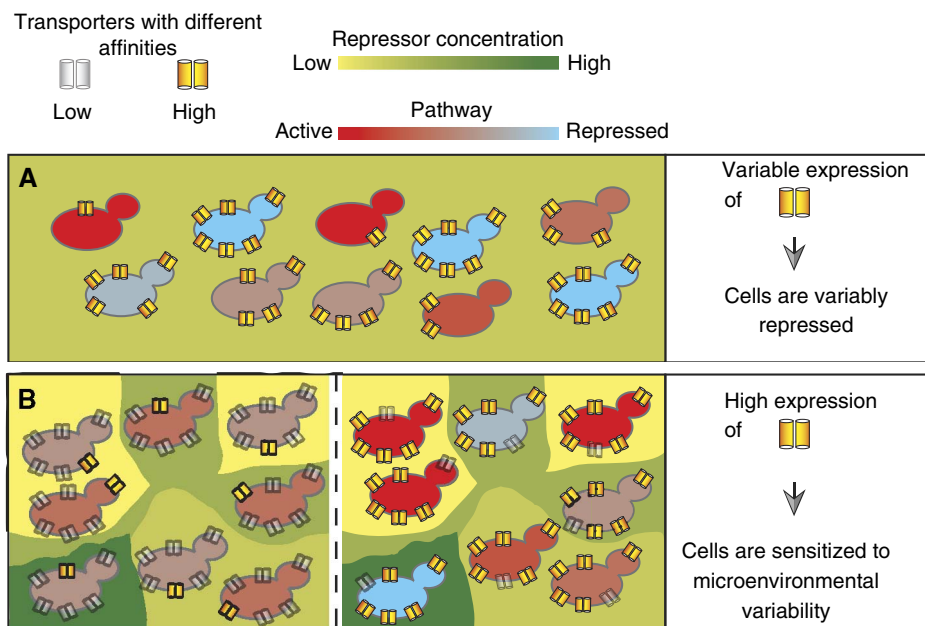 Transporters with different
affinities
Low
High
Repressor concentration
Low
High
Pathway
Active
Repressed
A
Variable expression
of
Cells are variably
repressed
B
High expression
of
Cells are sensitized to
microenvironmental
variability